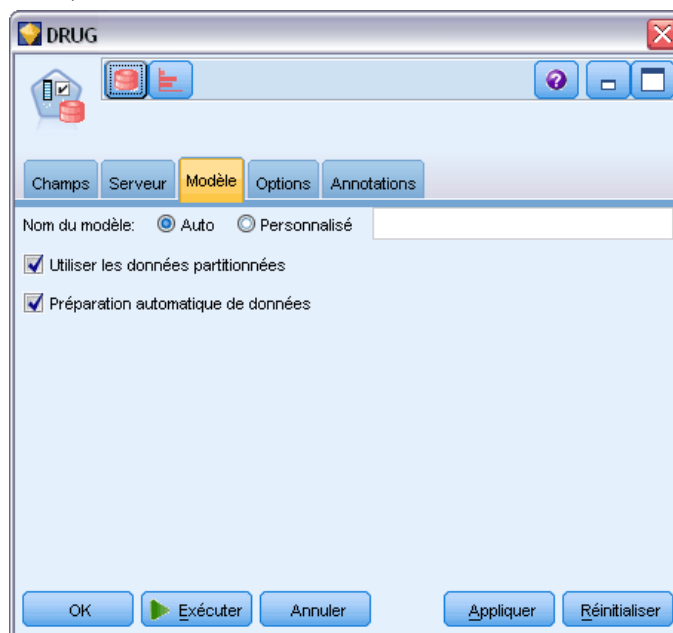 DRUG
Champs Serveur Modèle Options Annotations
Nom du modèle: Auto Personnalisé
Utiliser les données partitionnées
Préparation automatique de données
OK Exécuter Annuler Appliquer Réinitialiser